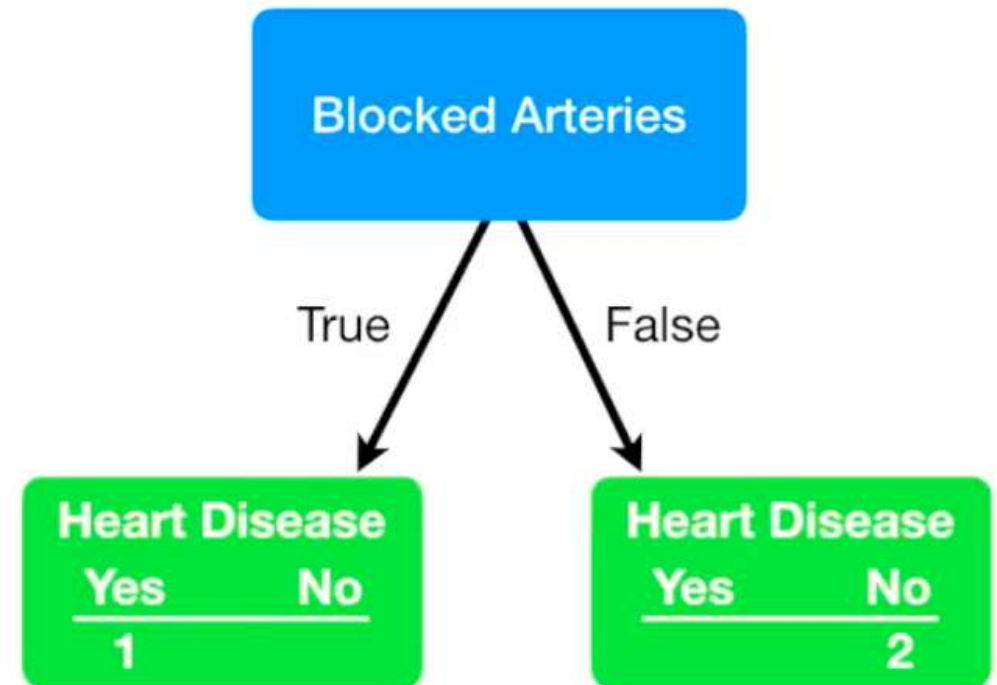 Blocked Arteries
True
False
Heart Disease
Yes No
1
Heart Disease
Yes No
2